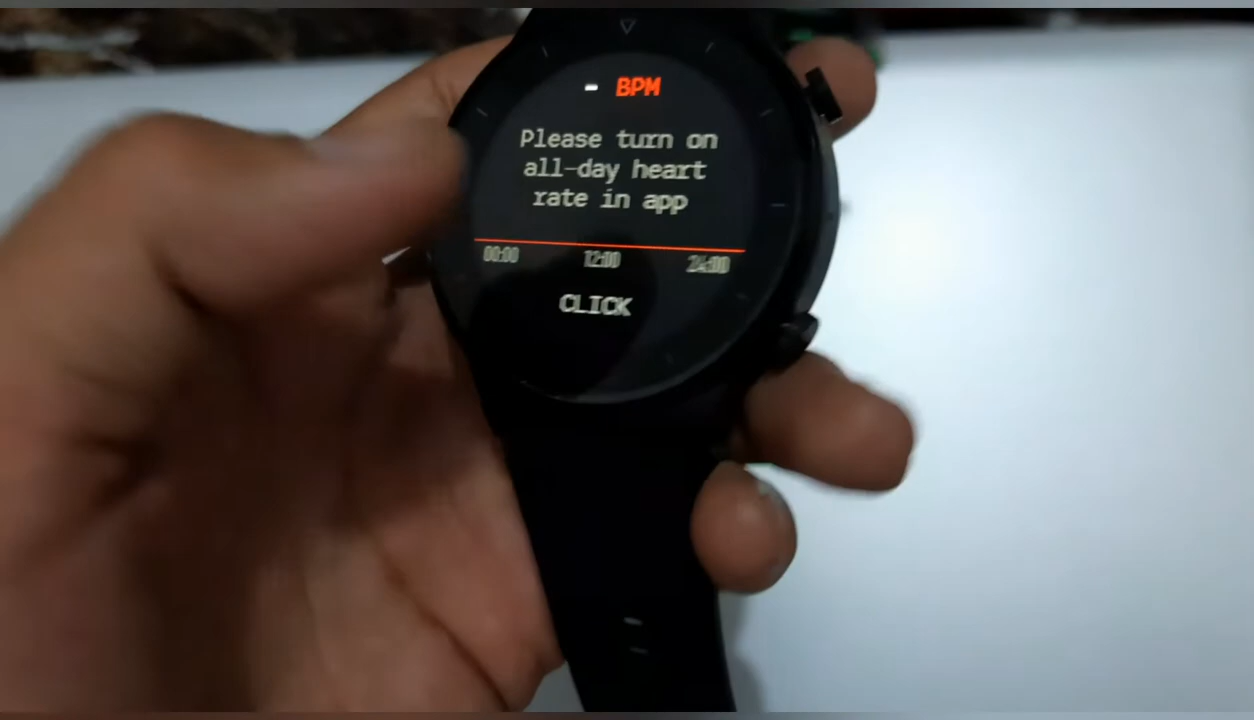 - BPM
Please turn on
all-day heart
rate in app
00:00 12:00 24:00
CLICK